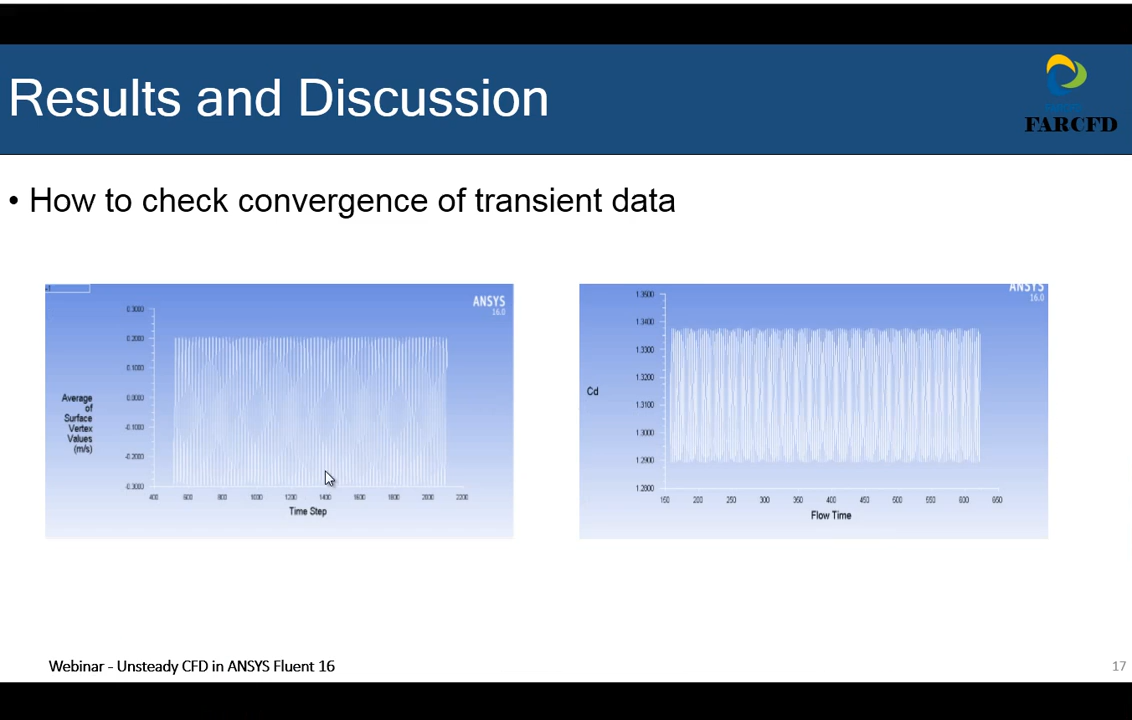 Results and Discussion
FARCFD
• How to check convergence of transient data
ANSYS
16.0
0.3000
0.2000
0.1000
0.0000
-0.1000
-0.2000
-0.3000
Average
of
Surface
Vertex
Values
(m/s)
400 600 800 1000 1200 1400 1600 1800 2000 2200
Time Step
ANSYS
16.0
1.3500
1.3400
1.3300
1.3200
1.3100
1.3000
1.2900
1.2800
Cd
150 200 250 300 350 400 450 500 550 600 650
Flow Time
Webinar - Unsteady CFD in ANSYS Fluent 16
17